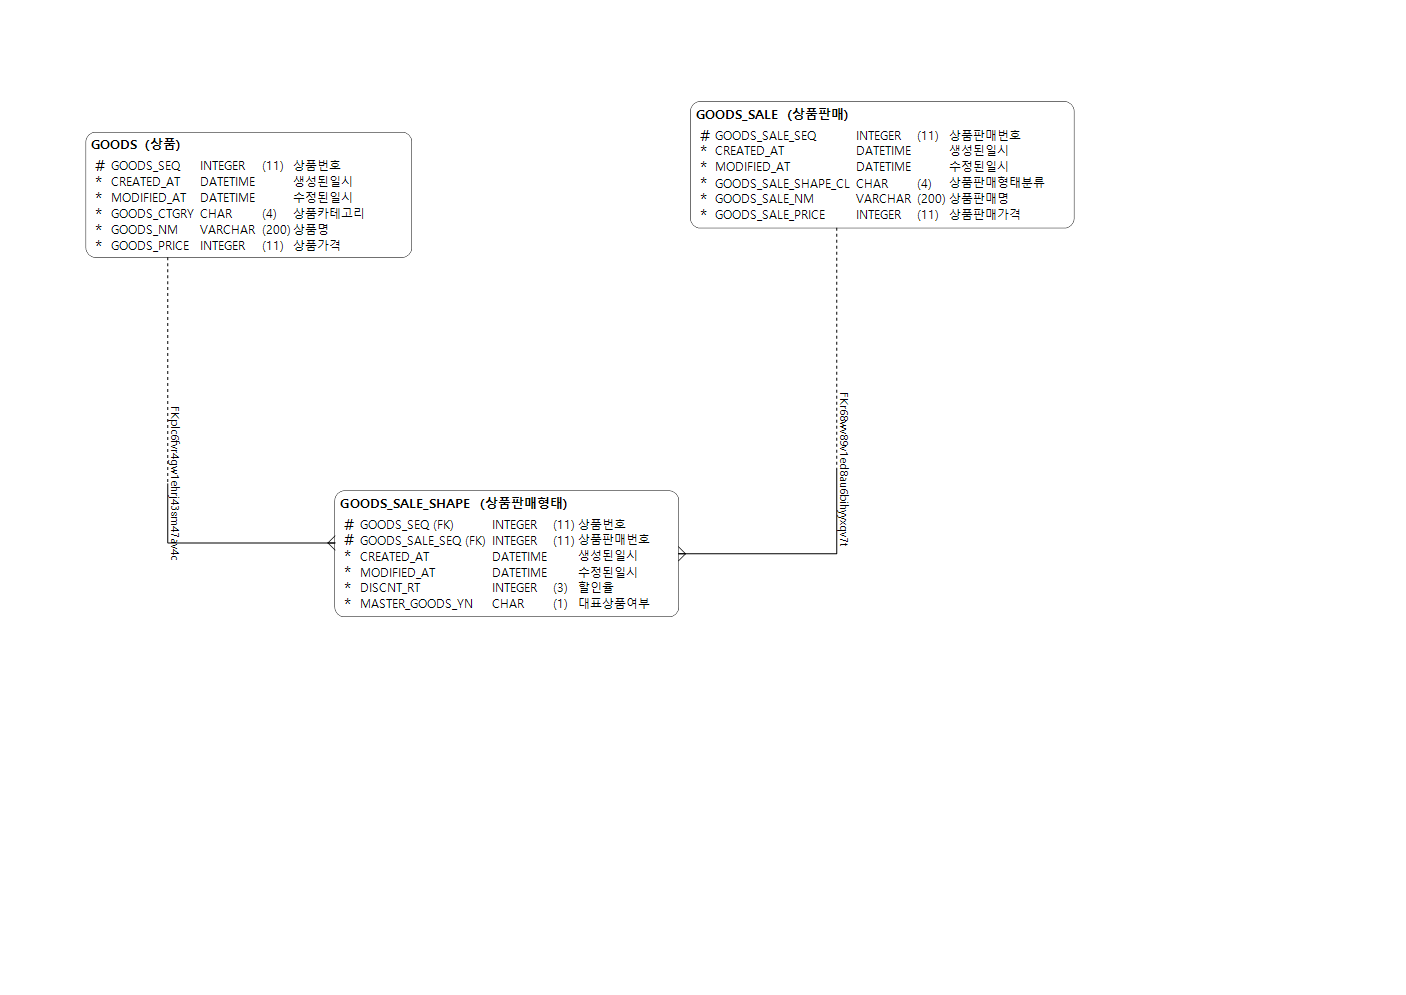 GOODS (상품)
# GOODS_SEQ INTEGER (11) 상품번호
* CREATED_AT DATETIME 생성된일시
* MODIFIED_AT DATETIME 수정된일시
* GOODS_CTGRY CHAR (4) 상품카테고리
* GOODS_NM VARCHAR (200) 상품명
* GOODS_PRICE INTEGER (11) 상품가격
GOODS_SALE (상품판매)
# GOODS_SALE_SEQ INTEGER (11) 상품판매번호
* CREATED_AT DATETIME 생성된일시
* MODIFIED_AT DATETIME 수정된일시
* GOODS_SALE_SHAPE_CL CHAR (4) 상품판매형태분류
* GOODS_SALE_NM VARCHAR (200) 상품판매명
* GOODS_SALE_PRICE INTEGER (11) 상품판매가격
GOODS_SALE_SHAPE (상품판매형태)
# GOODS_SEQ (FK) INTEGER (11) 상품번호
# GOODS_SALE_SEQ (FK) INTEGER (11) 상품판매번호
* CREATED_AT DATETIME 생성된일시
* MODIFIED_AT DATETIME 수정된일시
* DISCNT_RT INTEGER (3) 할인율
* MASTER_GOODS_YN CHAR (1) 대표상품여부